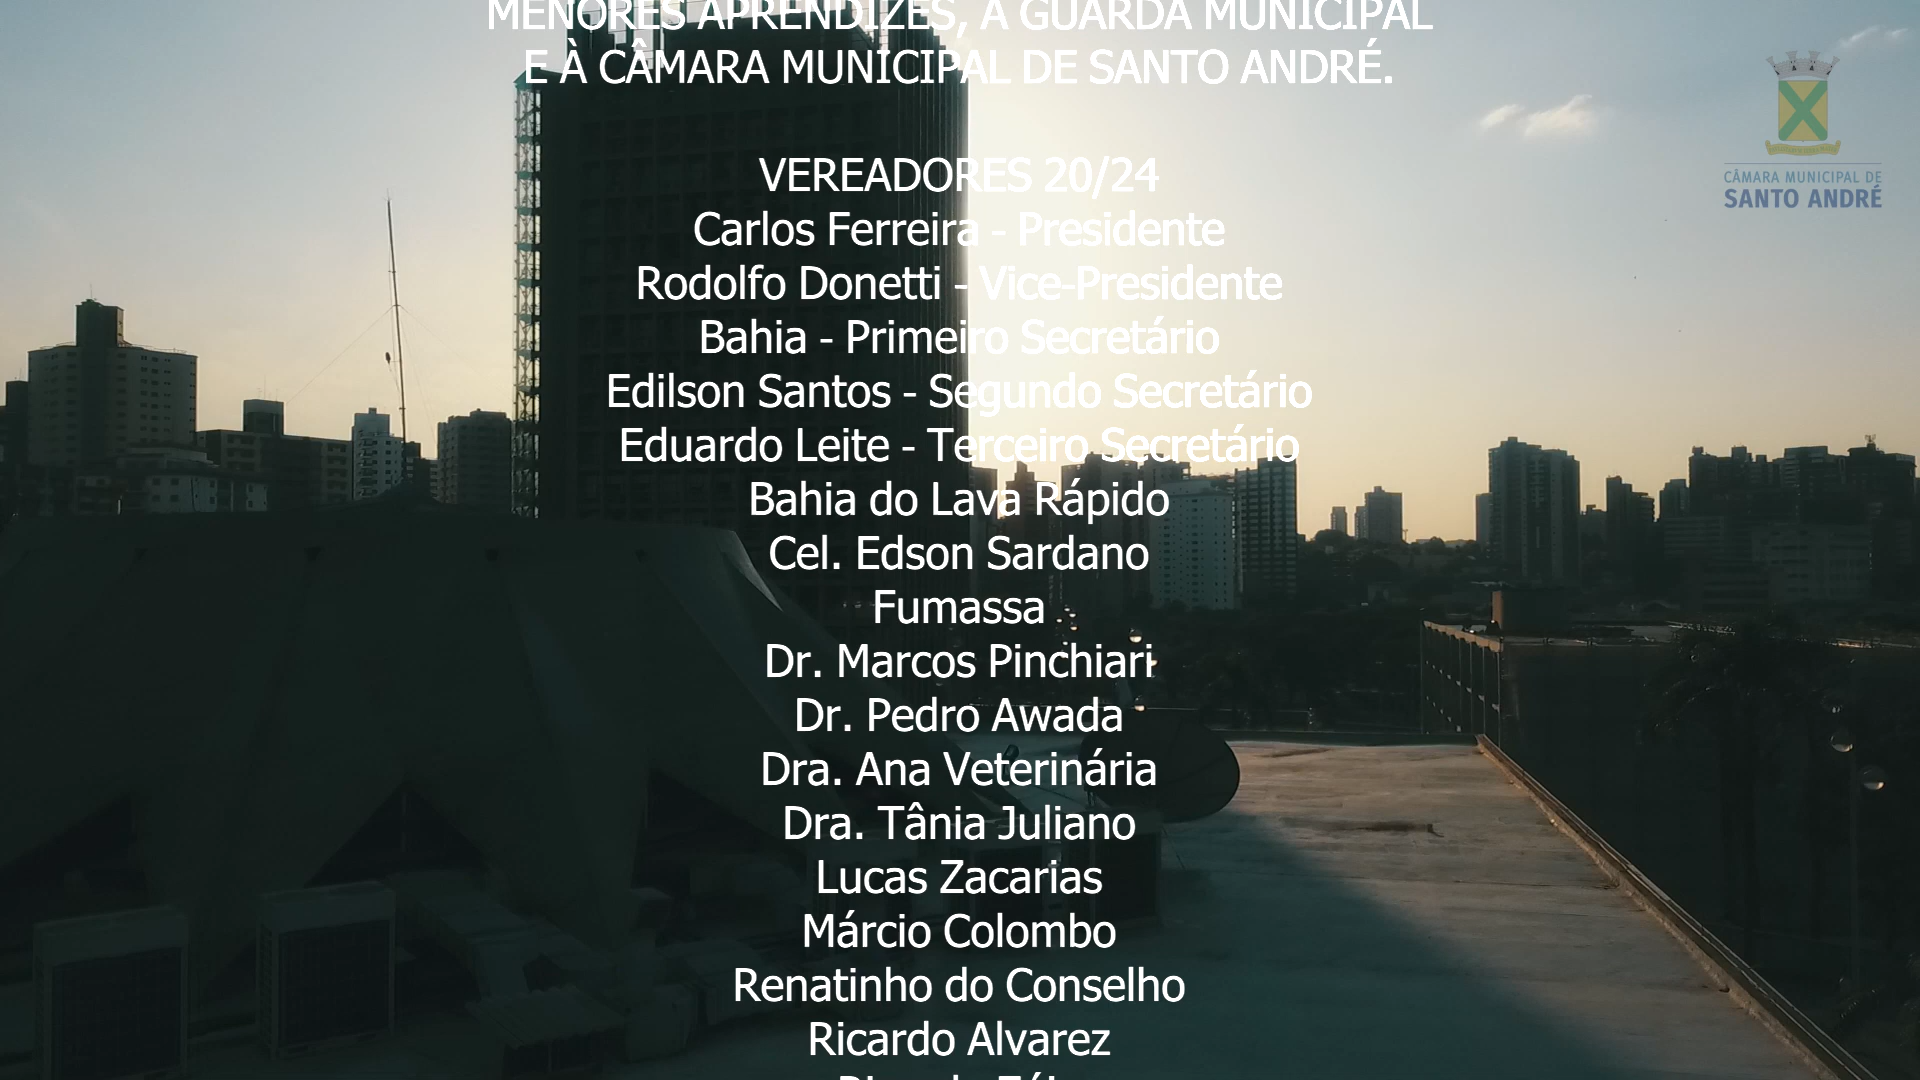 MENORES APRENDIZES, À GUARDA MUNICIPAL
E À CÂMARA MUNICIPAL DE SANTO ANDRÉ.
VEREADORES 20/24
Carlos Ferreira - Presidente
Rodolfo Donetti - Vice-Presidente
Bahia - Primeiro Secretário
Edilson Santos - Segundo Secretário
Eduardo Leite - Terceiro Secretário
Bahia do Lava Rápido
Cel. Edson Sardano
Fumassa
Dr. Marcos Pinchiari
Dr. Pedro Awada
Dra. Ana Veterinária
Dra. Tânia Juliano
Lucas Zacarias
Márcio Colombo
Renatinho do Conselho
Ricardo Alvarez
CÂMARA MUNICIPAL DE
SANTO ANDRÉ